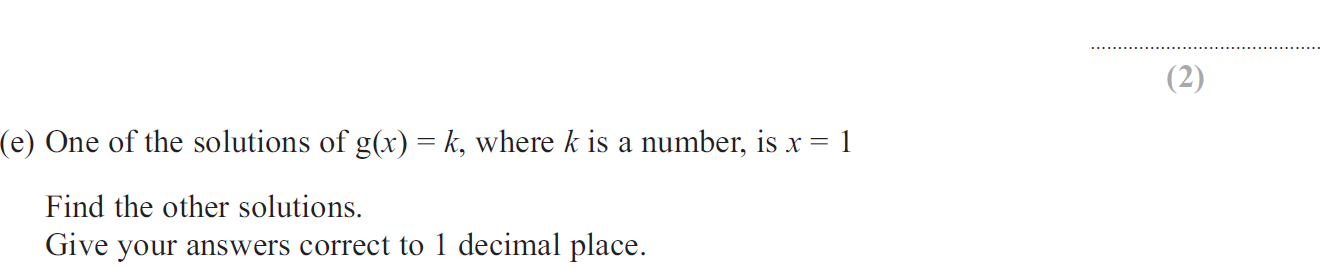 (2)
(e) One of the solutions of g(x) = k, where k is a number, is x = 1
Find the other solutions.
Give your answers correct to 1 decimal place.